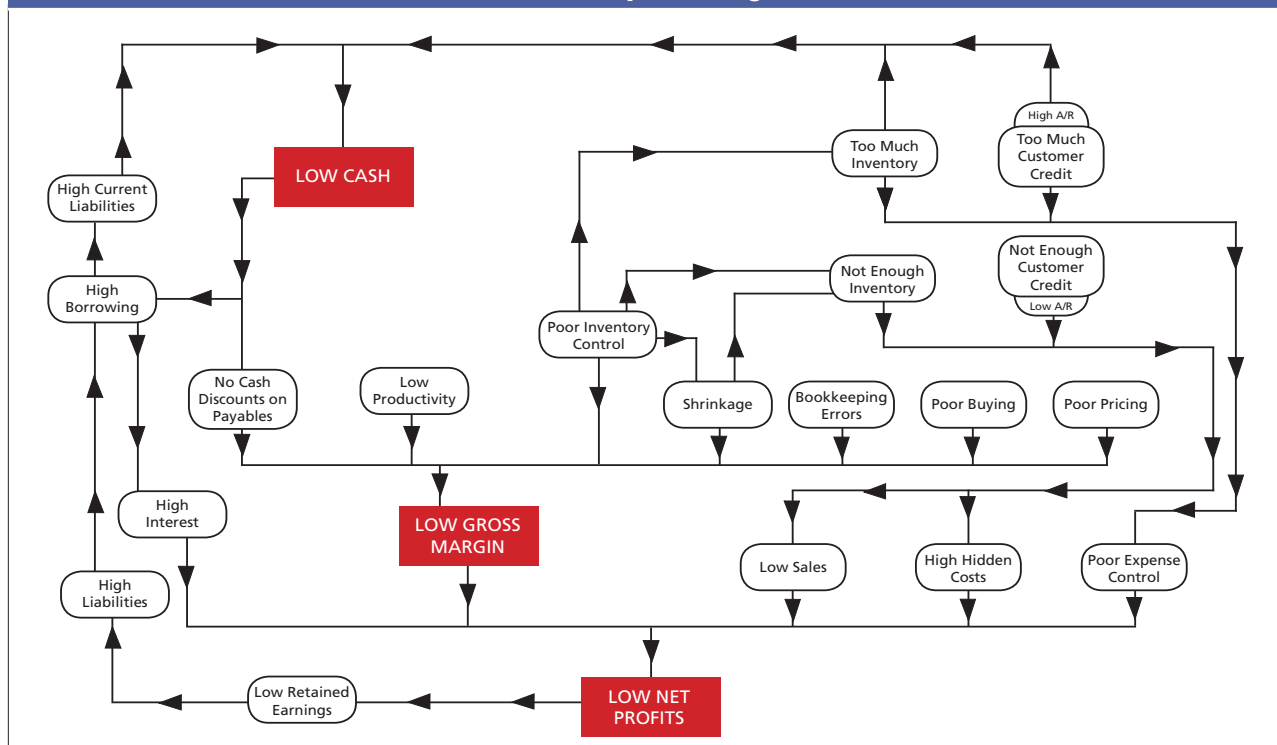 High A/R
Too Much
Customer
Credit
Too Much
Inventory
LOW CASH
High Current
Liabilities
Not Enough
Customer
Credit
Low A/R
Not Enough
Inventory
High
Borrowing
Poor Inventory
Control
No Cash
Discounts on
Payables
Low
Productivity
Shrinkage
Bookkeeping
Errors
Poor Buying
Poor Pricing
High
Interest
LOW GROSS
MARGIN
Low Sales
High Hidden
Costs
Poor Expense
Control
High
Liabilities
Low Retained
Earnings
LOW NET
PROFITS